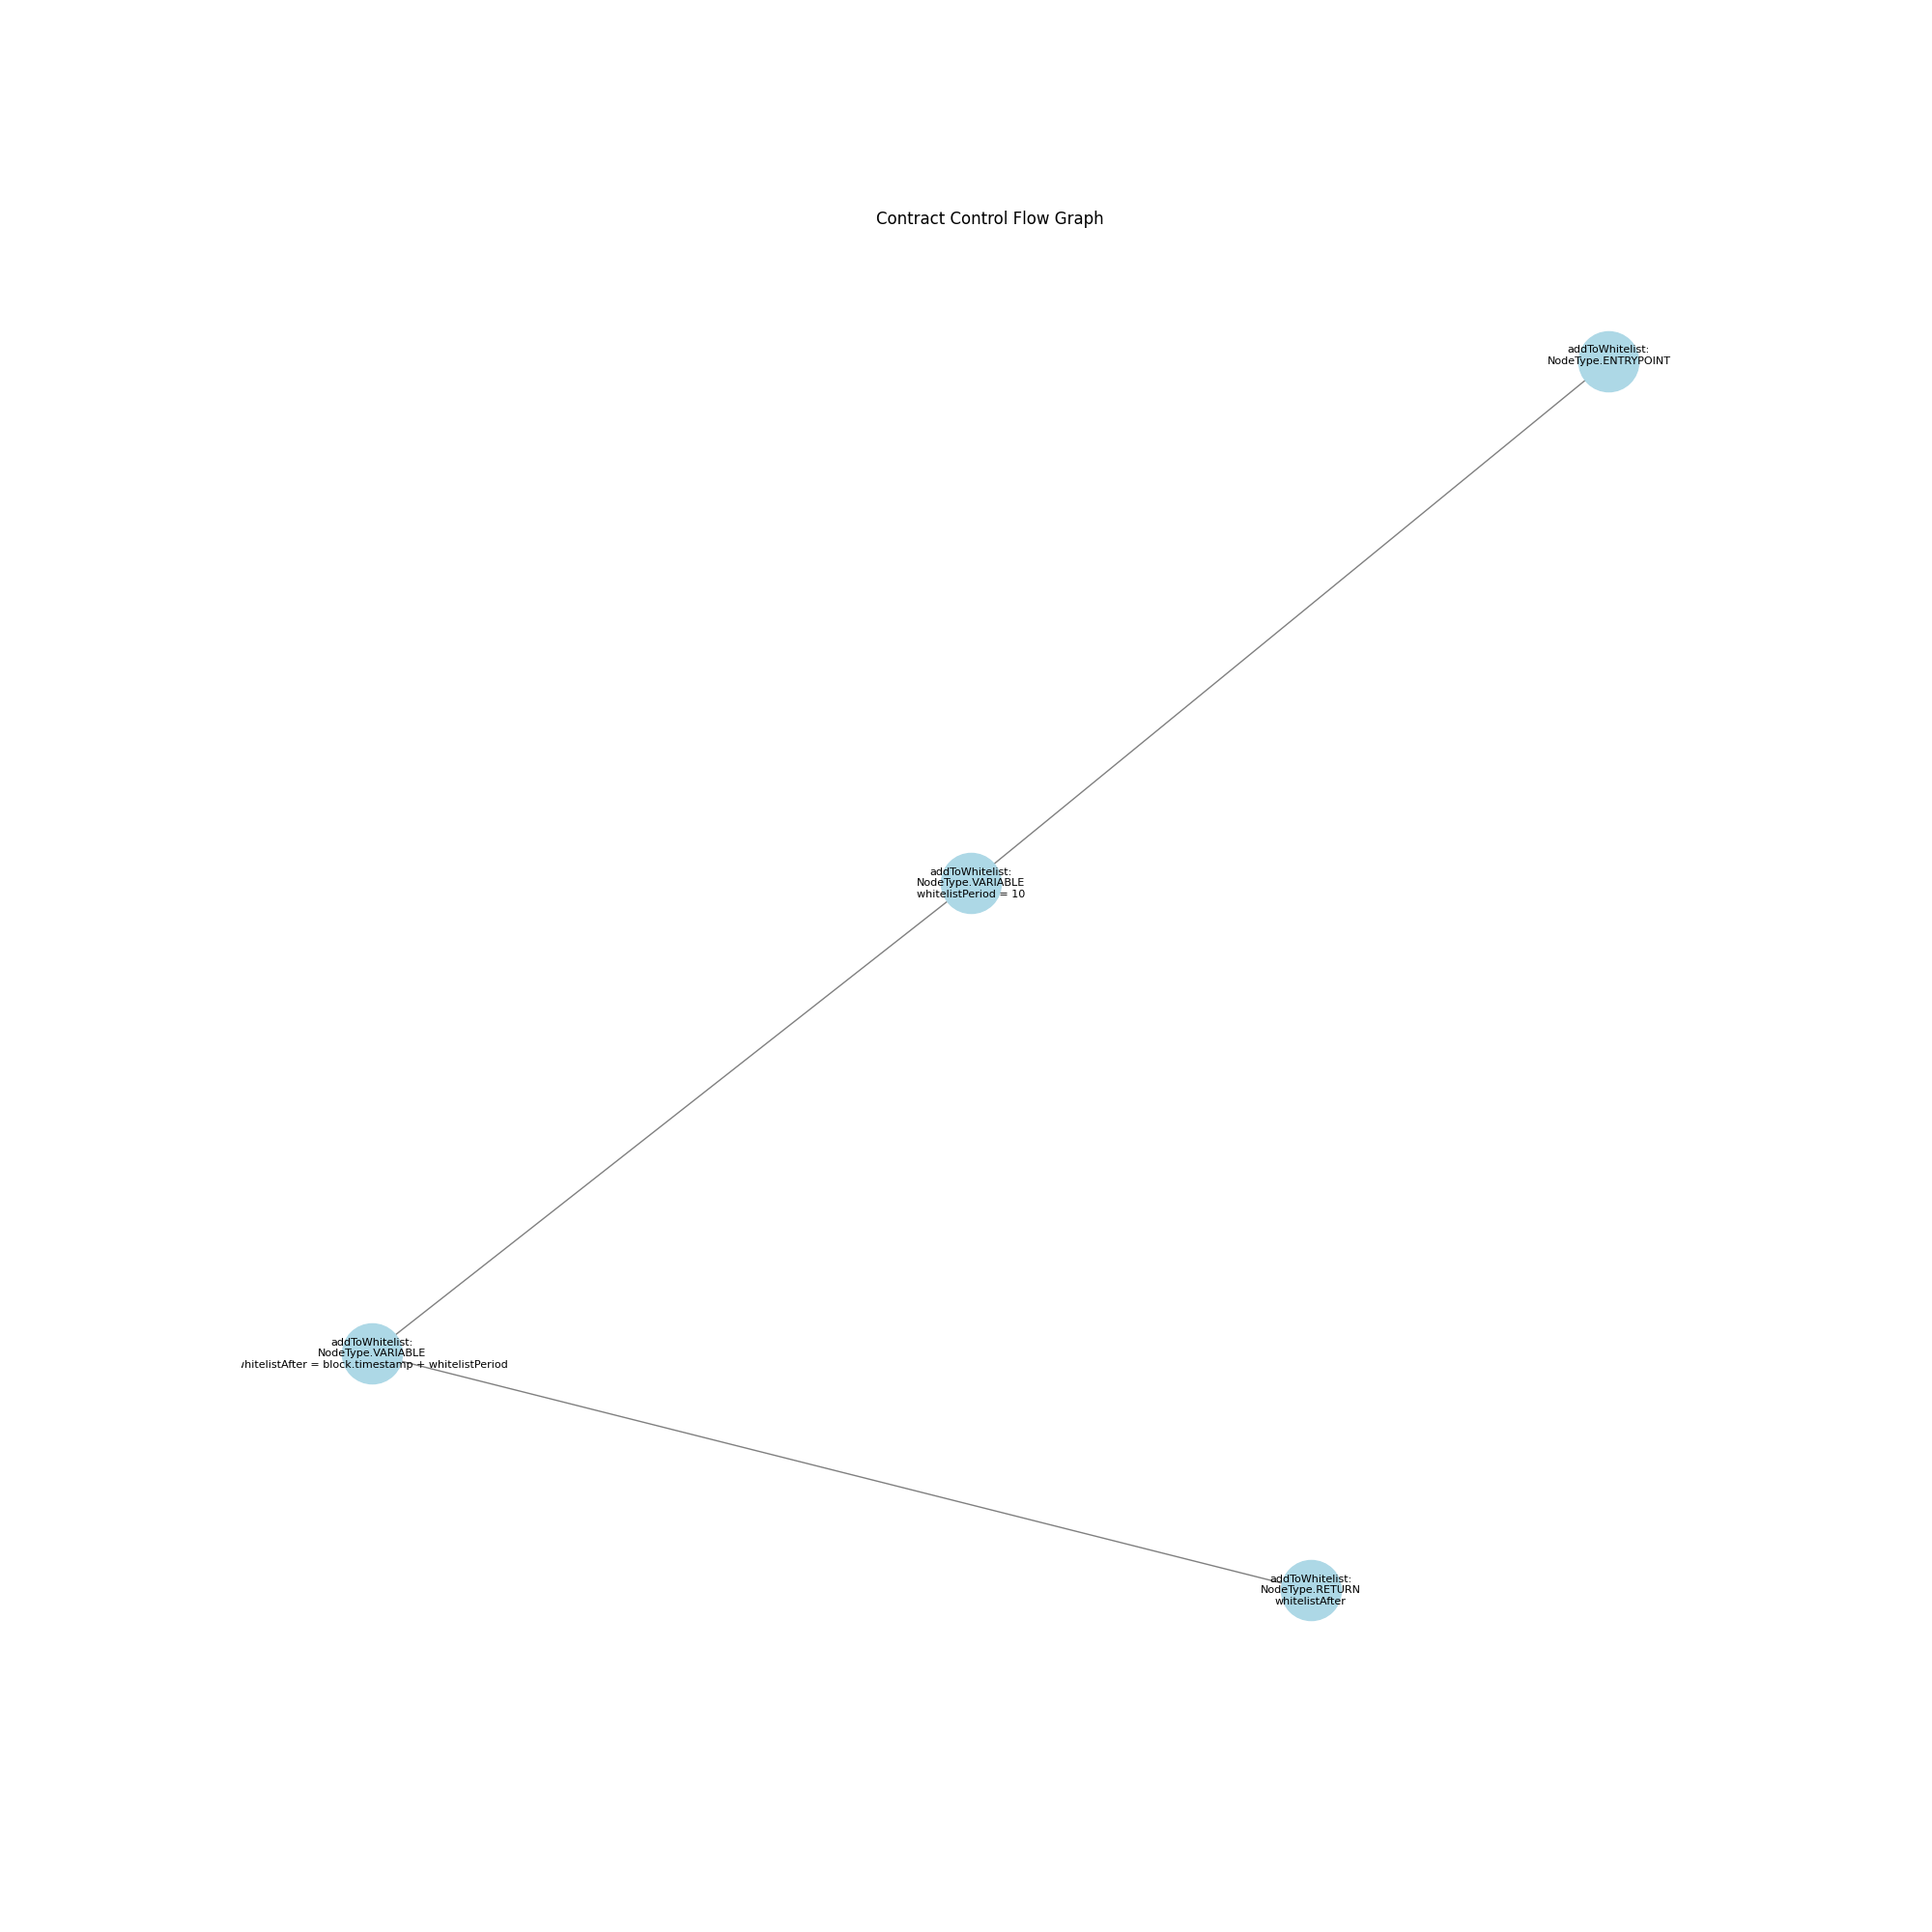 Contract Control Flow Graph
addToWhitelist:
NodeType.ENTRYPOINT
addToWhitelist:
NodeType.VARIABLE
whitelistPeriod = 10
addToWhitelist:
NodeType.VARIABLE
= block.timestamp + whitelistPeriod
addToWhitelist:
NodeType.RETURN
whitelistAfter